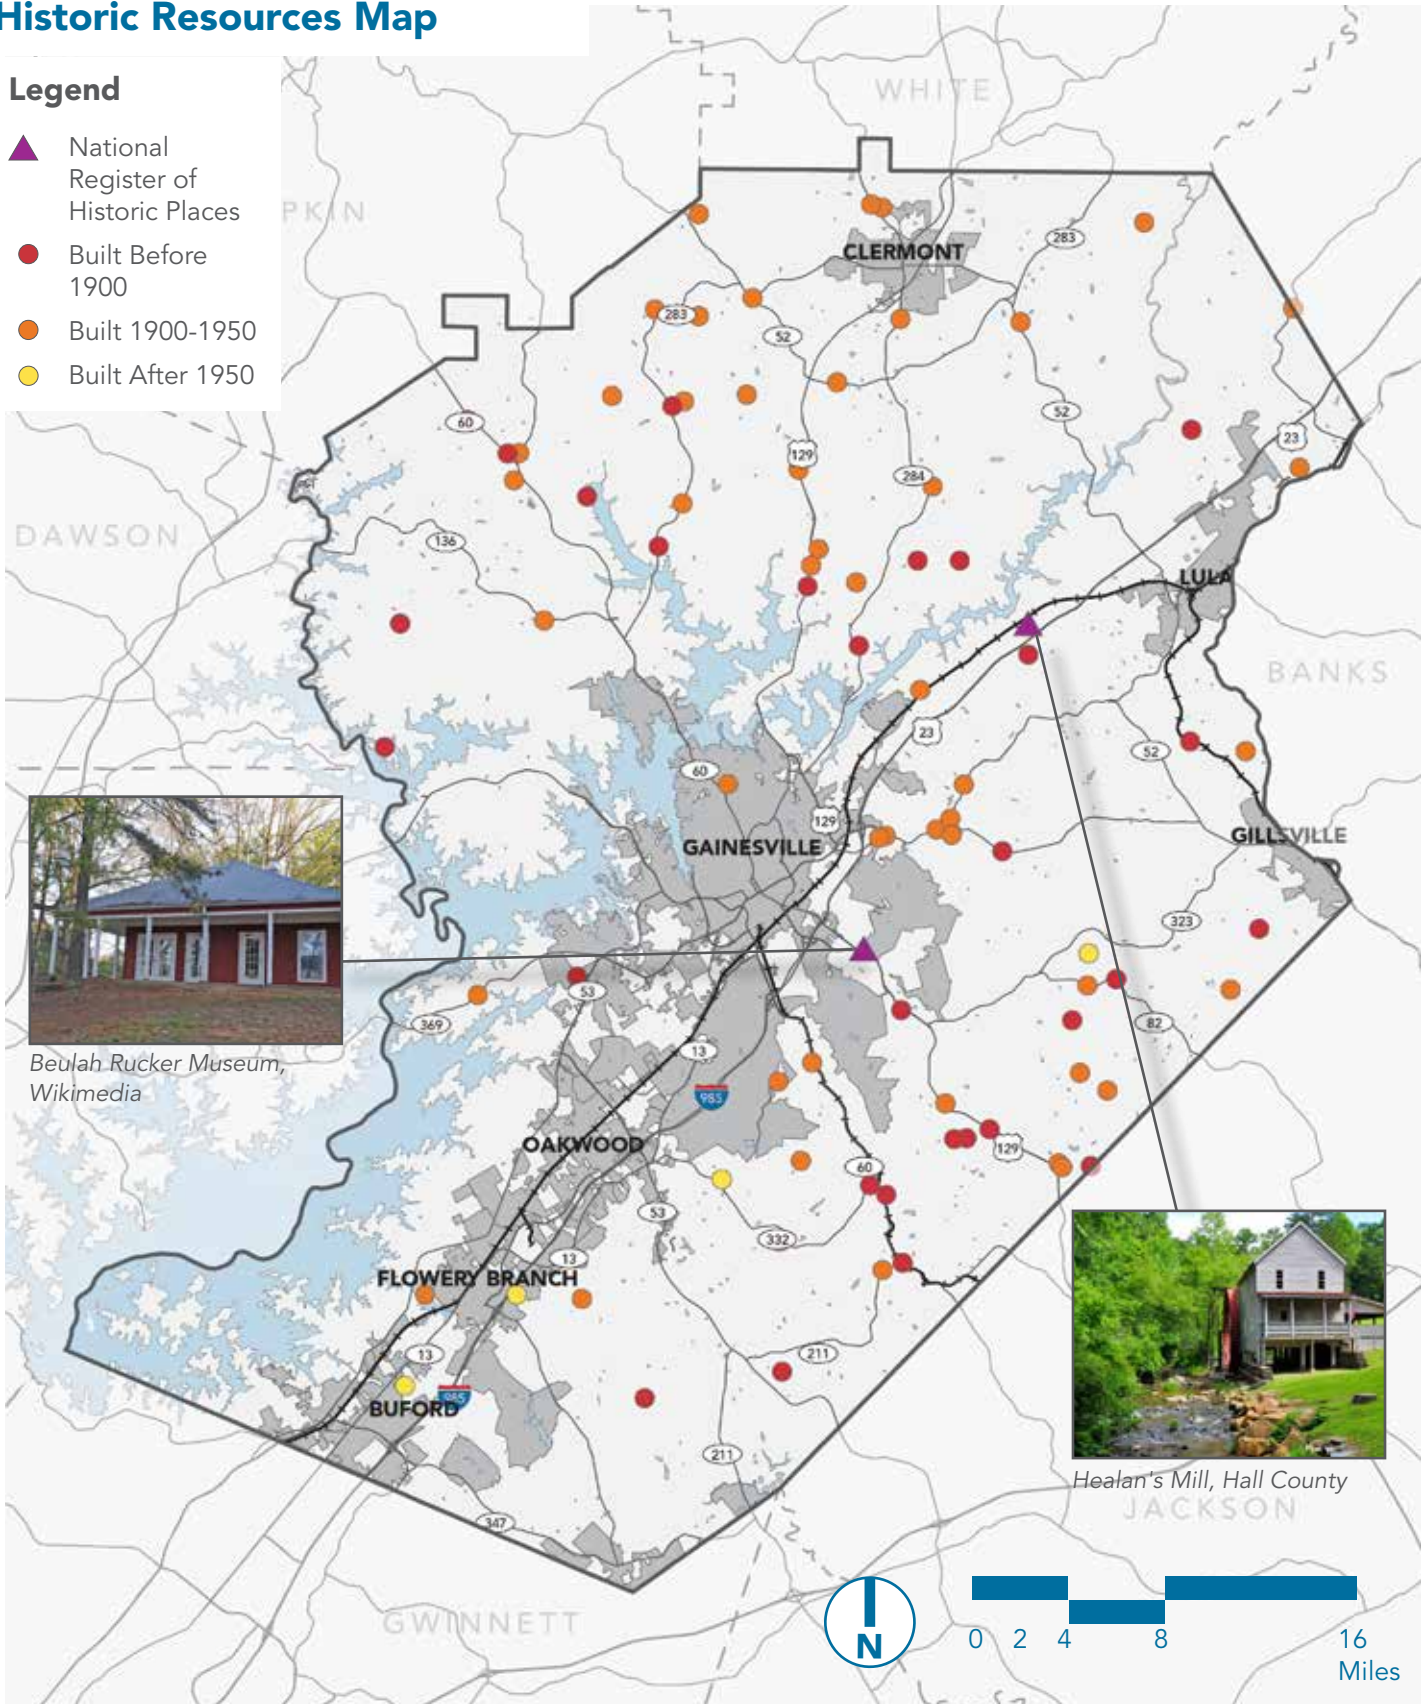 Historic Resources Map
Legend
National
Register of
Historic Places
Built Before
1900
Built 1900-1950
Built After 1950
WHITE
PKIN
CLERMONT
283
283
52
60
52
129
23
284
DAWSON
136
LULA
BANKS
23
52
60
129
GAINESVILLE
GILLSVILLE
323
53
369
82
13
985
Beulah Rucker Museum,
Wikimedia
OAKWOOD
129
60
53
332
13
FLOWERY BRANCH
13
211
985
BUFORD
211
Healan's Mill, Hall County
JACKSON
347
GWINNETT
N
0 2 4 8 16
Miles